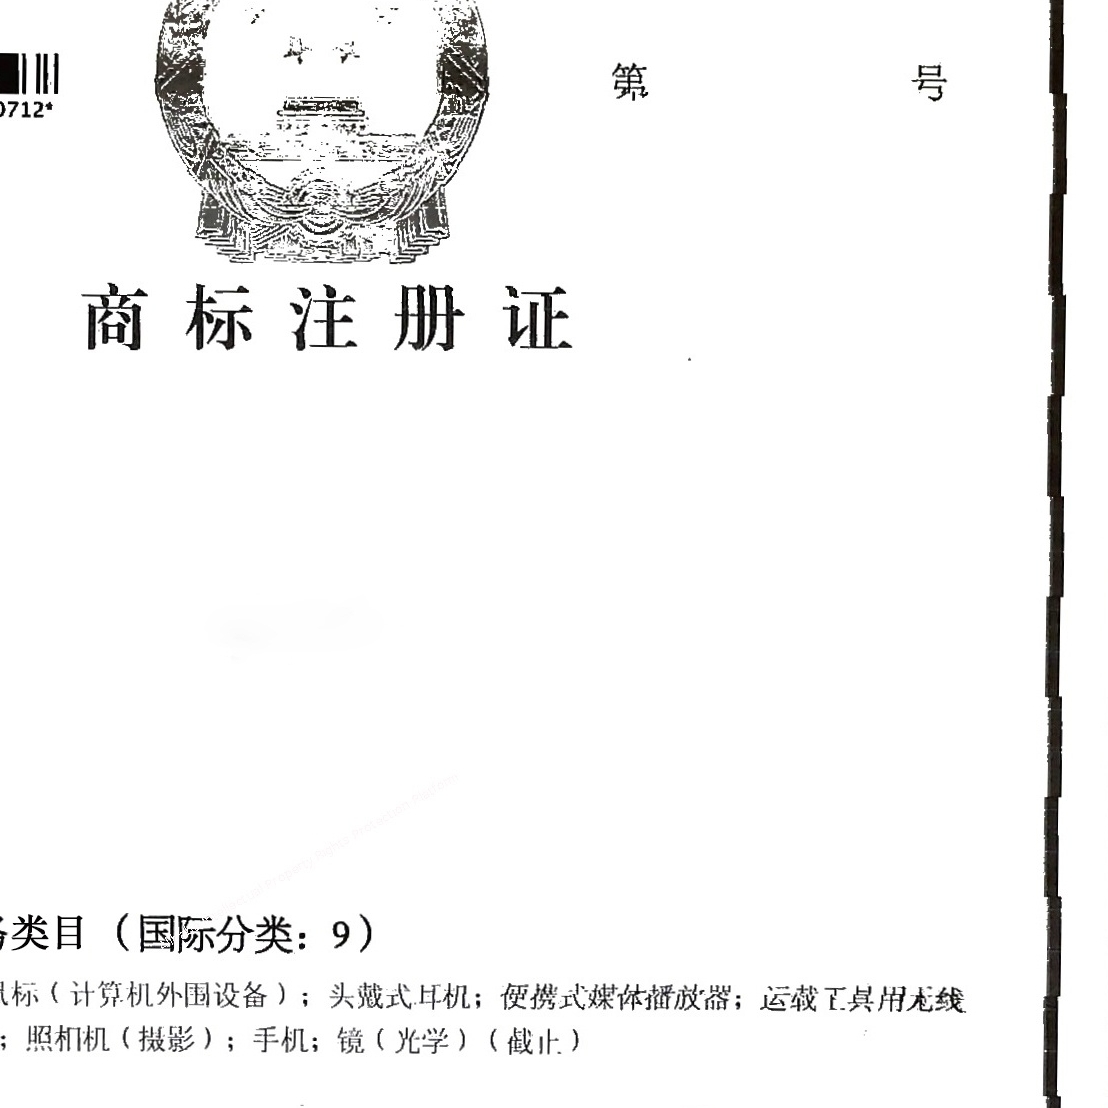 第 号
0712*
商标注册证
务类目（国际分类：9）
鼠标（计算机外围设备）；头戴式耳机；便携式媒体播放器；运载工具用无线
；照相机（摄影）；手机；镜（光学）（截止）